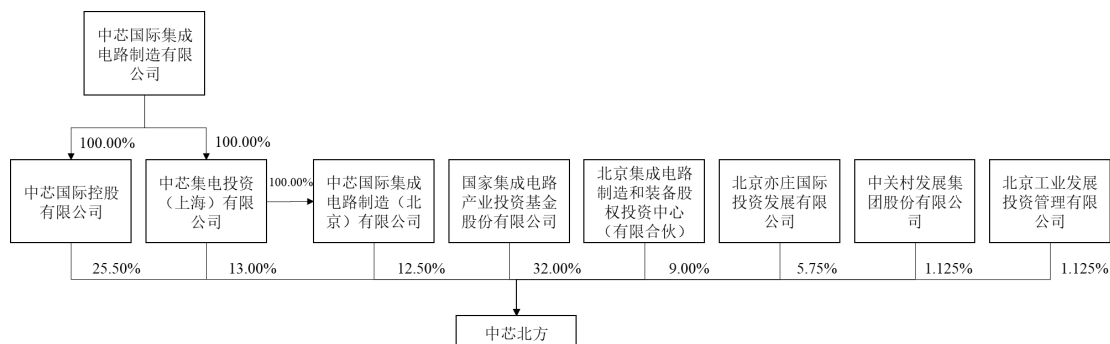 中芯国际集成
电路制造有限
公司
100.00%
100.00%
中芯国际控股
有限公司
中芯集电投资
（上海）有限
公司
100.00%
中芯国际集成
电路制造（北
京）有限公司
国家集成电路
产业投资基金
股份有限公司
北京集成电路
制造和装备股
权投资中心
（有限合伙）
北京亦庄国际
投资发展有限
公司
中关村发展集
团股份有限公
司
北京工业发展
投资管理有限
公司
25.50%
13.00%
12.50%
32.00%
9.00%
5.75%
1.125%
1.125%
中芯北方